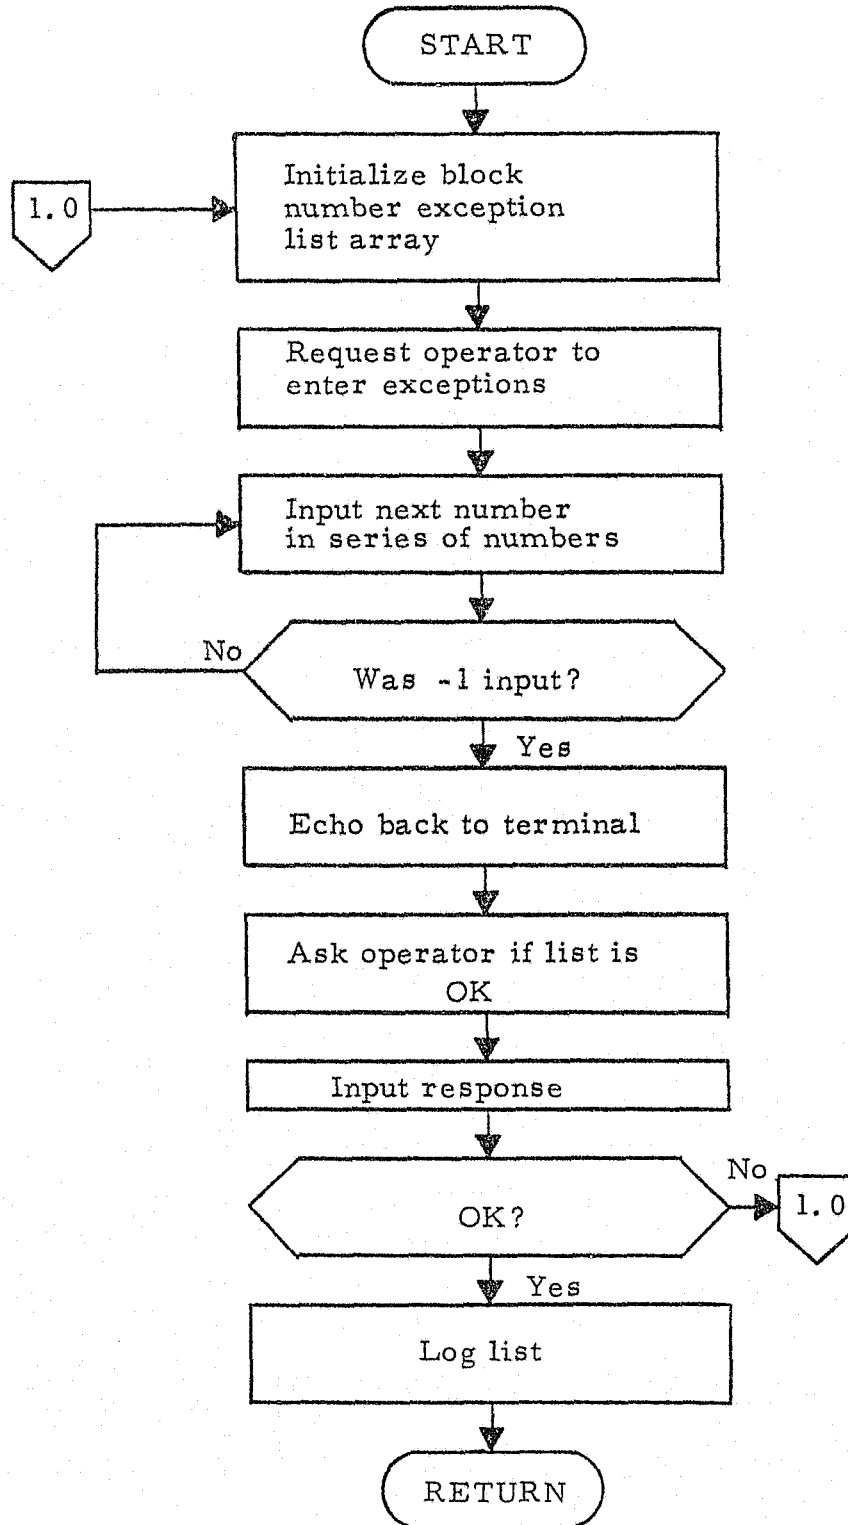 START
1.0
Initialize block
number exception
list array
Request operator to
enter exceptions
Input next number
in series of numbers
No
Was -1 input?
Yes
Echo back to terminal
Ask operator if list is
OK
Input response
No
OK?
1.0
Yes
Log list
RETURN